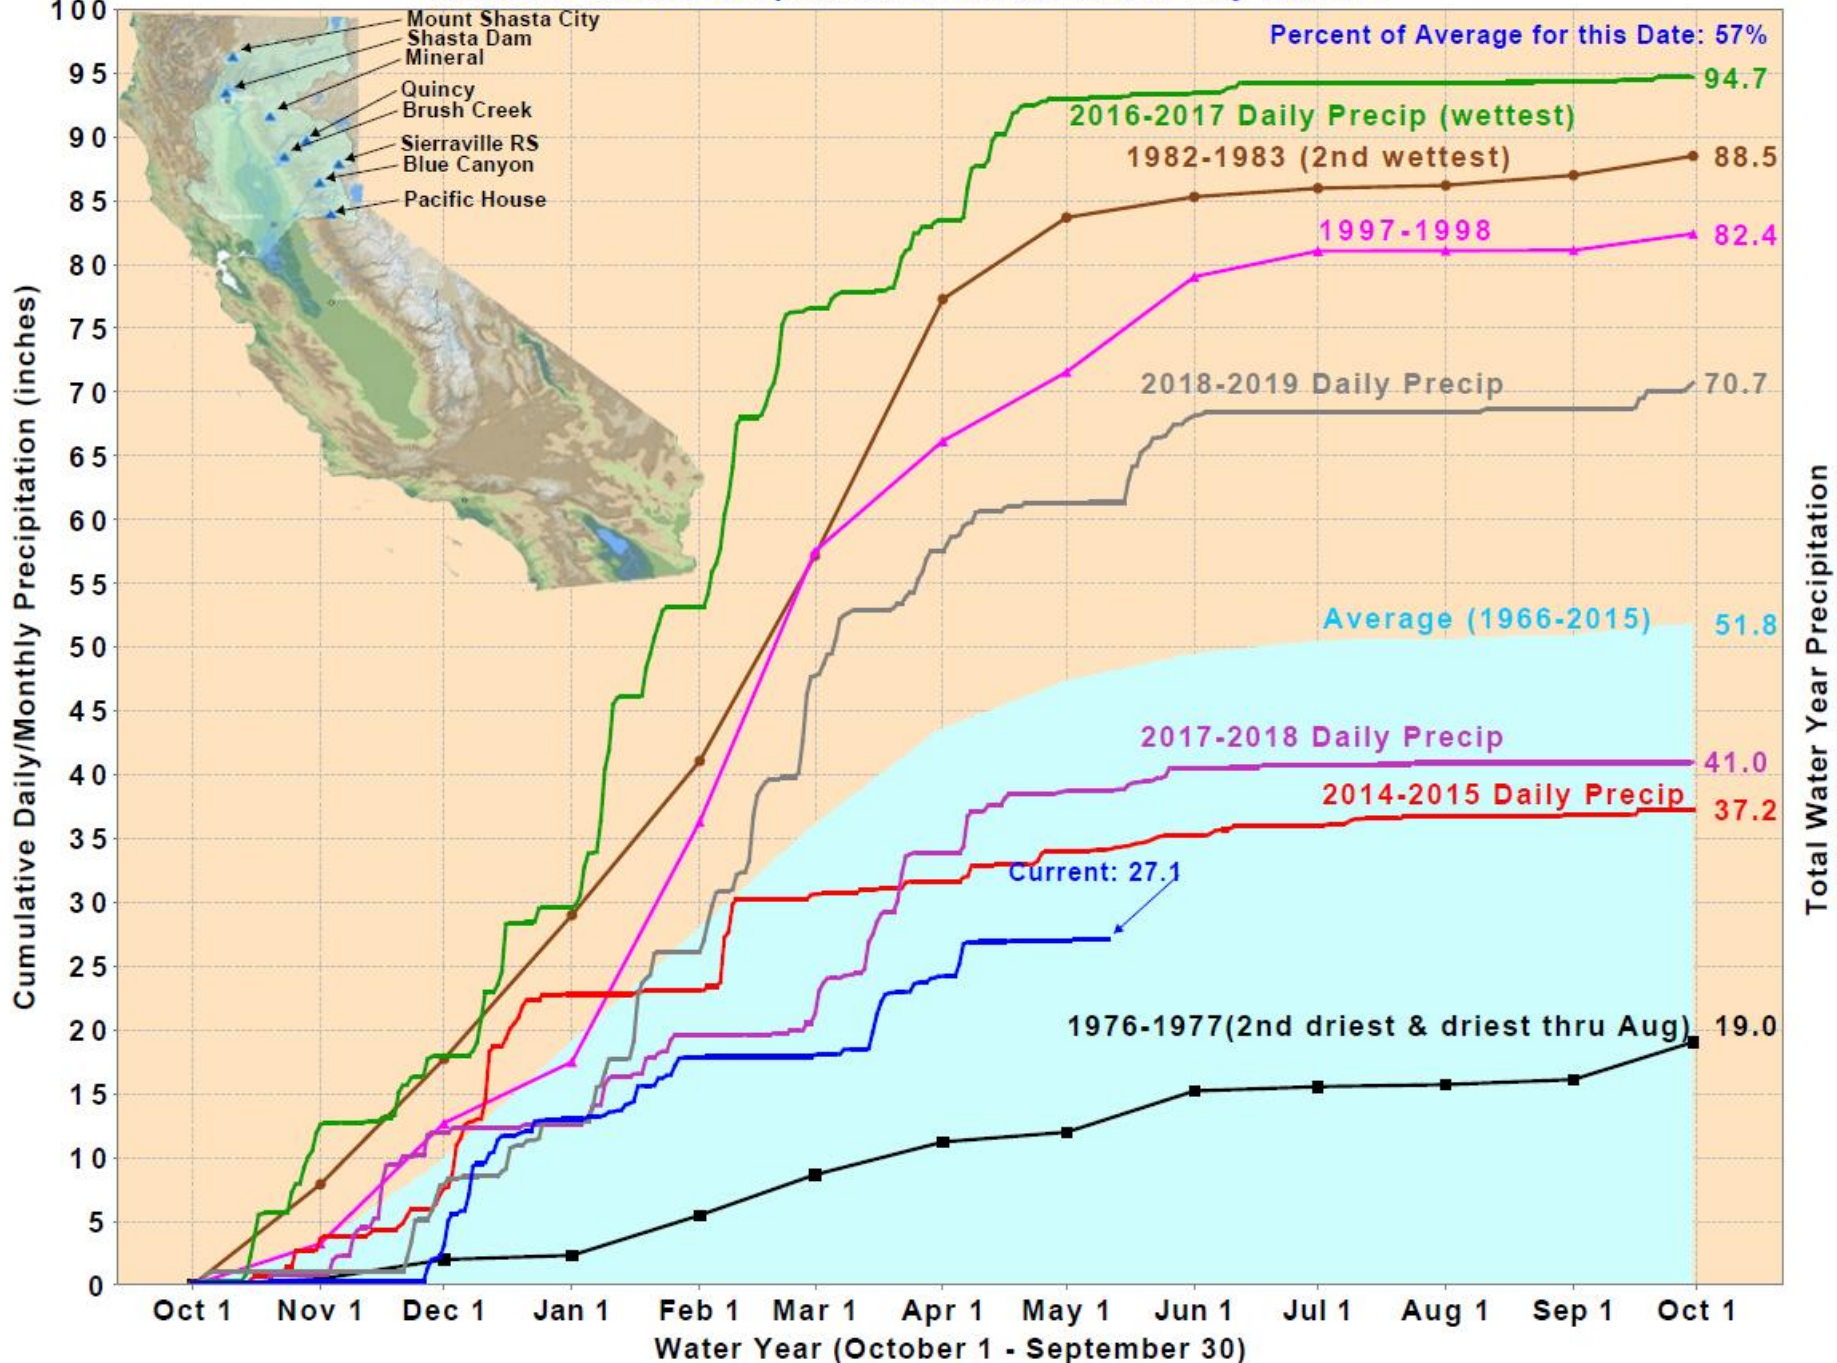 Percent of Average for this Date: 57%
Mount Shasta City
Shasta Dam
Mineral
Quincy
Brush Creek
Sierraville RS
Blue Canyon
Pacific House
2016-2017 Daily Precip (wettest)
94.7
1982-1983 (2nd wettest)
88.5
1997-1998
82.4
2018-2019 Daily Precip
70.7
Average (1966-2015)
51.8
2017-2018 Daily Precip
41.0
2014-2015 Daily Precip
37.2
Current: 27.1
1976-1977(2nd driest & driest thru Aug)
19.0
Cumulative Daily/Monthly Precipitation (inches)
100
95
90
85
80
75
70
65
60
55
50
45
40
35
30
25
20
15
10
5
0
Total Water Year Precipitation
Oct 1 Nov 1 Dec 1 Jan 1 Feb 1 Mar 1 Apr 1 May 1 Jun 1 Jul 1 Aug 1 Sep 1 Oct 1
Water Year (October 1 - September 30)